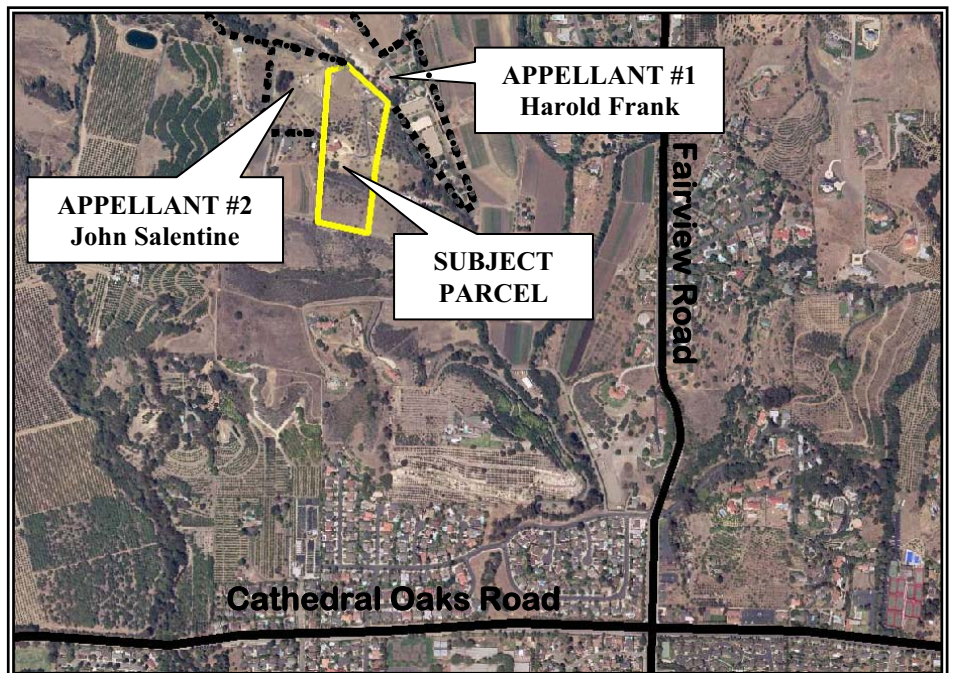 APPELLANT #1
Harold Frank
APPELLANT #2
John Salentine
SUBJECT
PARCEL
Fairview Road
Cathedral Oaks Road